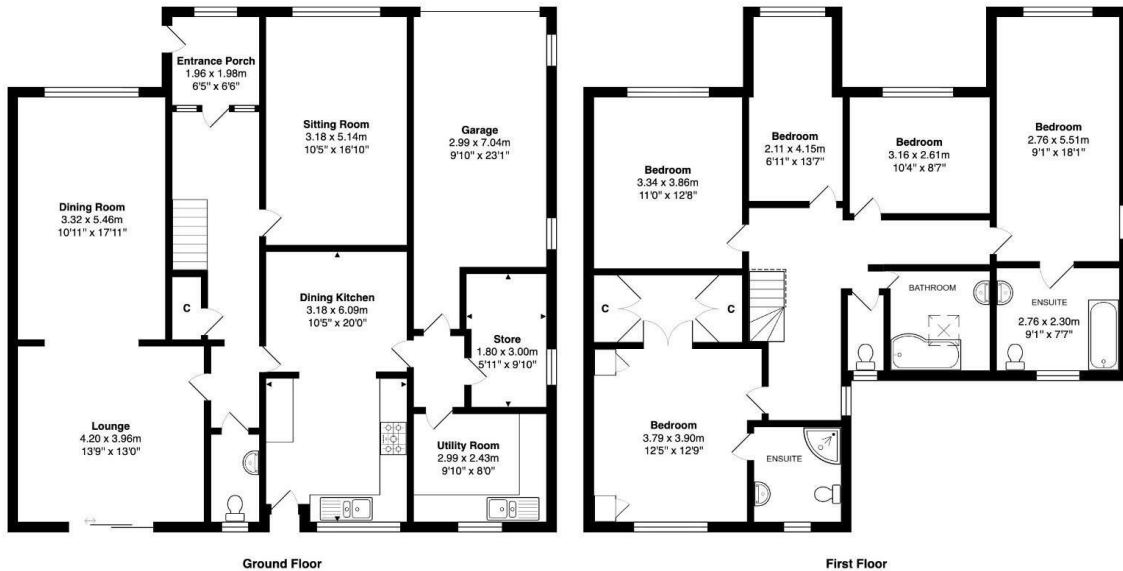 Entrance Porch
1.96 x 1.98m
6'5" x 6'6"
Sitting Room
3.18 x 5.14m
10'5" x 16'10"
Garage
2.99 x 7.04m
9'10" x 23'1"
Dining Room
3.32 x 5.46m
10'11" x 17'11"
C
Dining Kitchen
3.18 x 6.09m
10'5" x 20'0"
Store
1.80 x 3.00m
5'11" x 9'10"
Lounge
4.20 x 3.96m
13'9" x 13'0"
Utility Room
2.99 x 2.43m
9'10" x 8'0"
Ground Floor
Bedroom
3.34 x 3.86m
11'0" x 12'8"
Bedroom
2.11 x 4.15m
6'11" x 13'7"
Bedroom
3.16 x 2.61m
10'4" x 8'7"
Bedroom
2.76 x 5.51m
9'1" x 18'1"
C
C
BATHROOM
ENSUITE
2.76 x 2.30m
9'1" x 7'7"
Bedroom
3.79 x 3.90m
12'5" x 12'9"
ENSUITE
First Floor